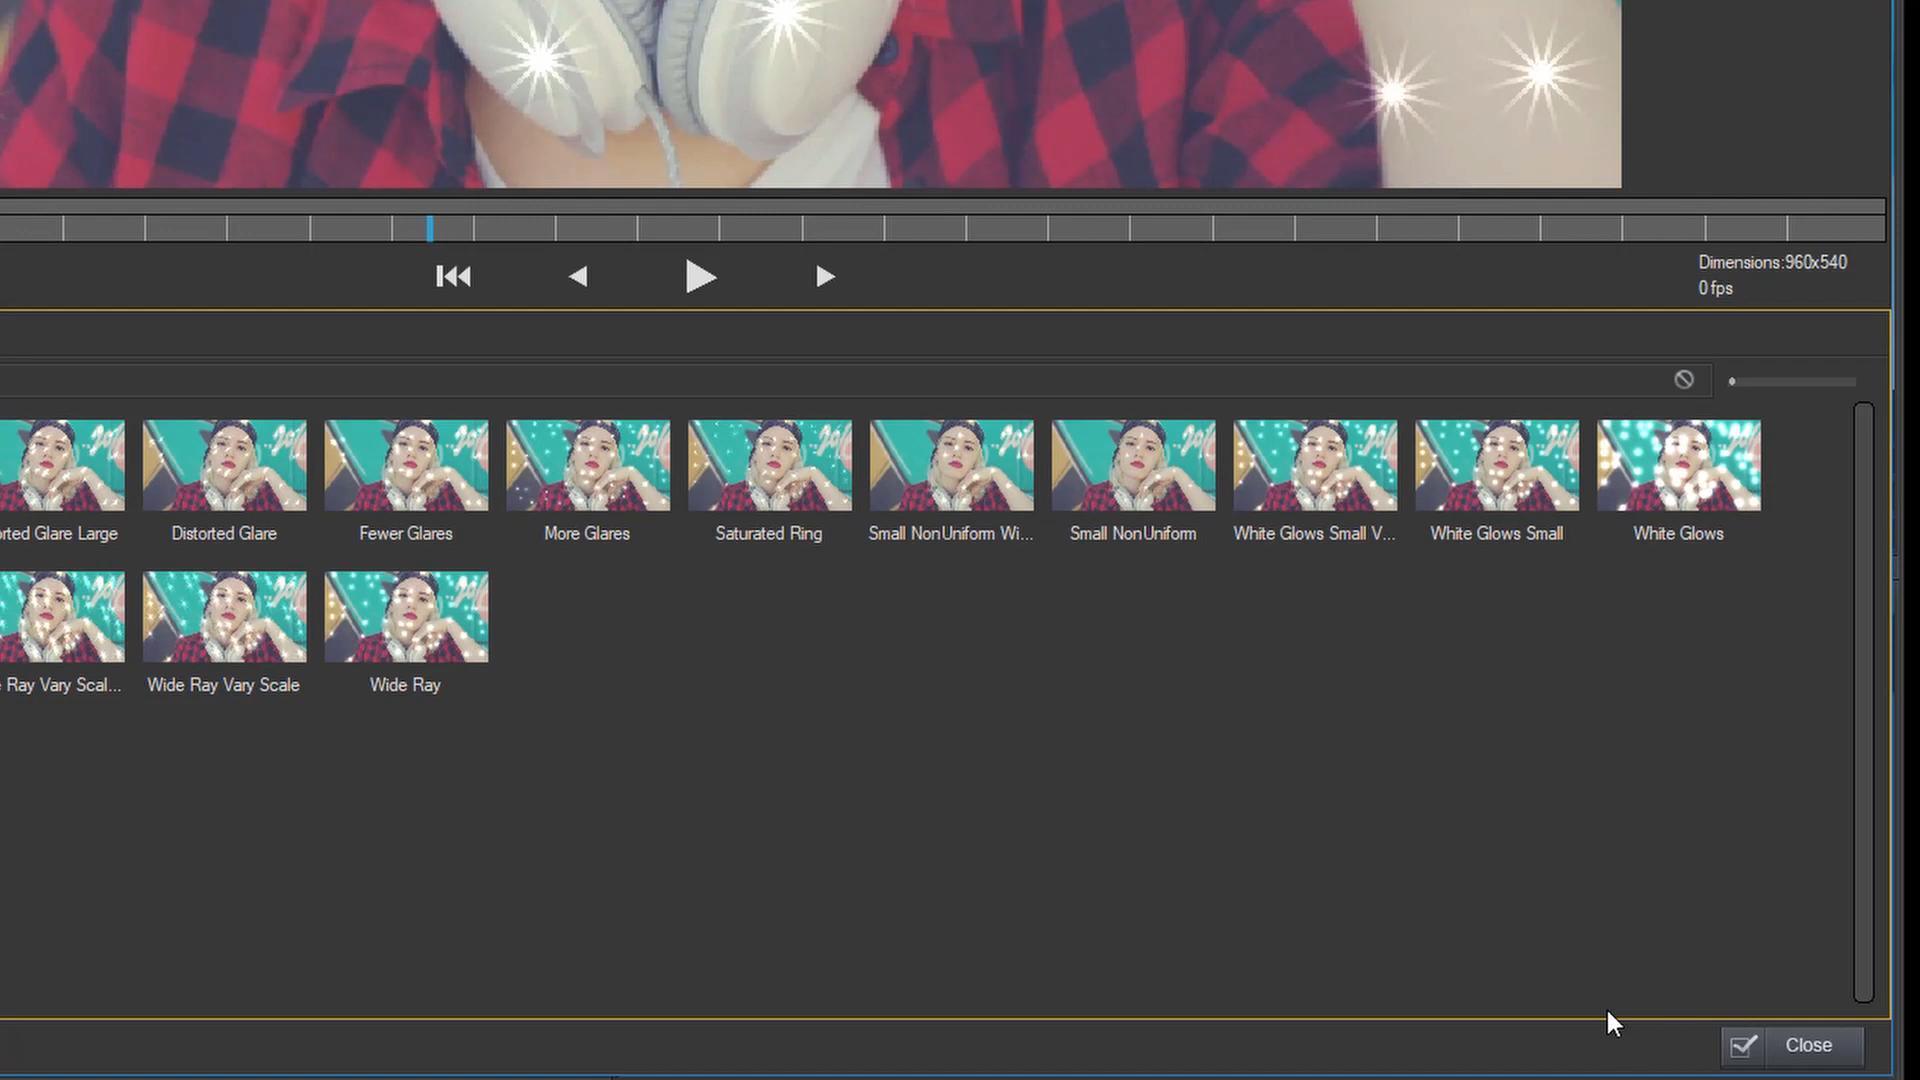 Dimensions:960x540
0 fps
orted Glare Large
Distorted Glare
Fewer Glares
More Glares
Saturated Ring
Small NonUniform Wi...
Small NonUniform
White Glows Small V...
White Glows Small
White Glows
Ray Vary Scal...
Wide Ray Vary Scale
Wide Ray
Close